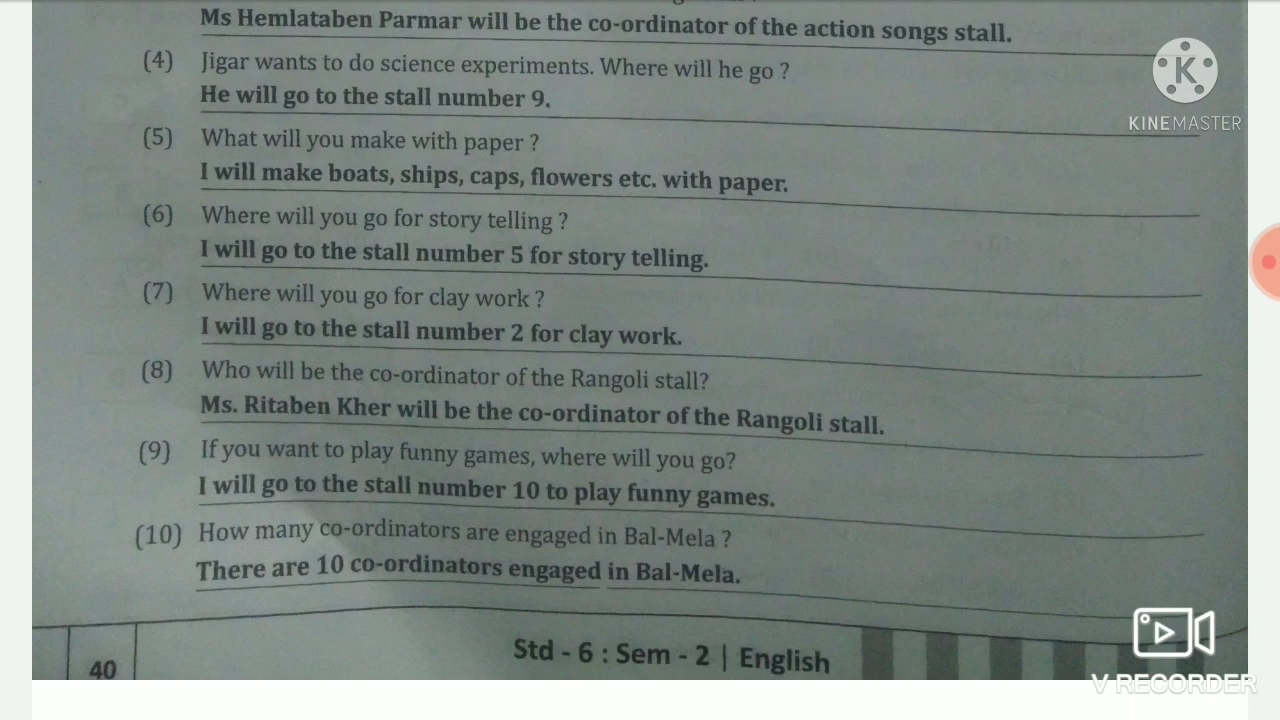 Ms Hemlataben Parmar will be the co-ordinator of the action songs stall.
(4) Jigar wants to do science experiments. Where will he go ?
He will go to the stall number 9.
(5) What will you make with paper ?
I will make boats, ships, caps, flowers etc. with paper.
(6) Where will you go for story telling ?
I will go to the stall number 5 for story telling.
(7) Where will you go for clay work ?
I will go to the stall number 2 for clay work.
(8) Who will be the co-ordinator of the Rangoli stall?
Ms. Ritaben Kher will be the co-ordinator of the Rangoli stall.
(9) If you want to play funny games, where will you go?
I will go to the stall number 10 to play funny games.
(10) How many co-ordinators are engaged in Bal-Mela ?
There are 10 co-ordinators engaged in Bal-Mela.
40
Std - 6 : Sem - 2 | English
K
KINEMASTER
V RECORDER